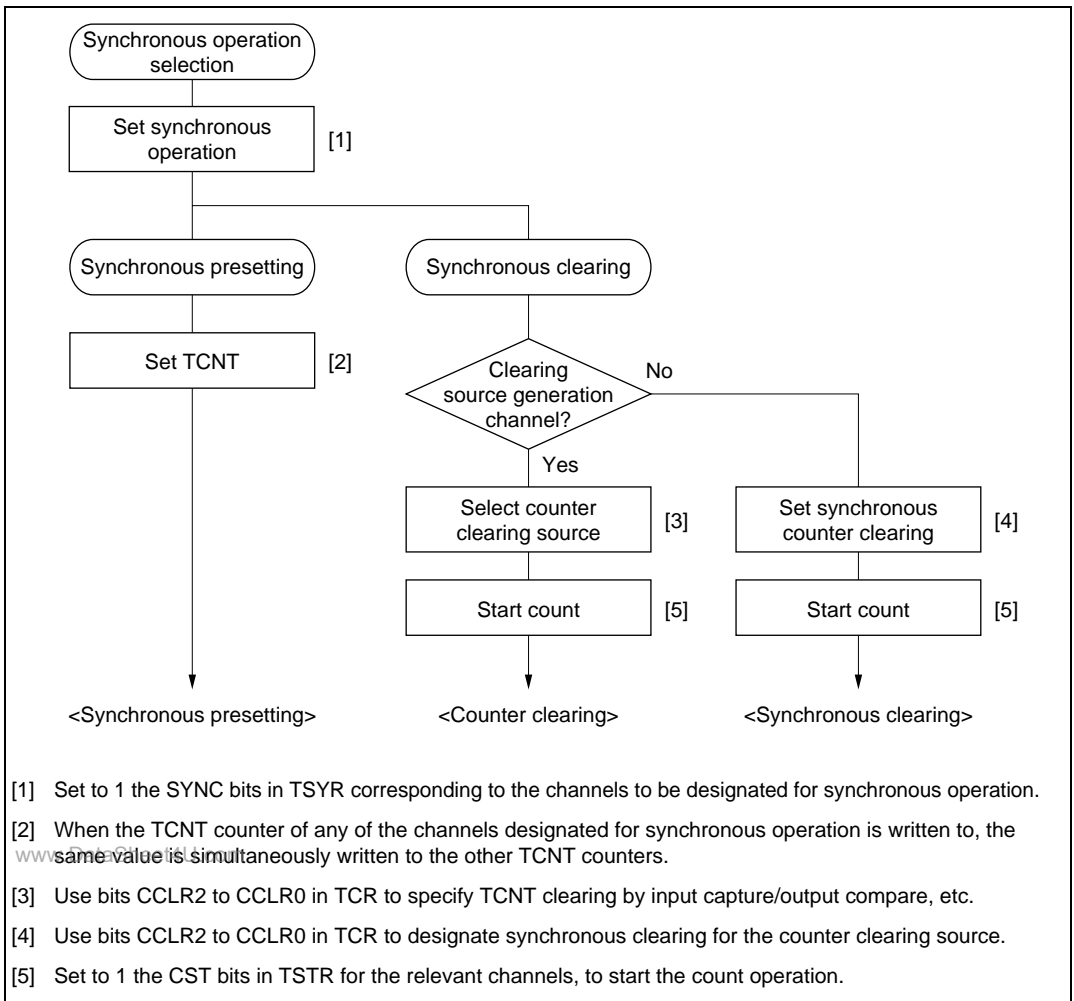 Synchronous operation
selection
Set synchronous
operation
[1]
Synchronous presetting
Synchronous clearing
Set TCNT
[2]
Clearing
source generation
channel?
No
Yes
Select counter
clearing source
[3]
Set synchronous
counter clearing
[4]
Start count
[5]
Start count
[5]
<Synchronous presetting>
<Counter clearing>
<Synchronous clearing>
[1] Set to 1 the SYNC bits in TSYR corresponding to the channels to be designated for synchronous operation.
[2] When the TCNT counter of any of the channels designated for synchronous operation is written to, the
same value is simultaneously written to the other TCNT counters.
www.DataSheet4U.com
[3] Use bits CCLR2 to CCLR0 in TCR to specify TCNT clearing by input capture/output compare, etc.
[4] Use bits CCLR2 to CCLR0 in TCR to designate synchronous clearing for the counter clearing source.
[5] Set to 1 the CST bits in TSTR for the relevant channels, to start the count operation.